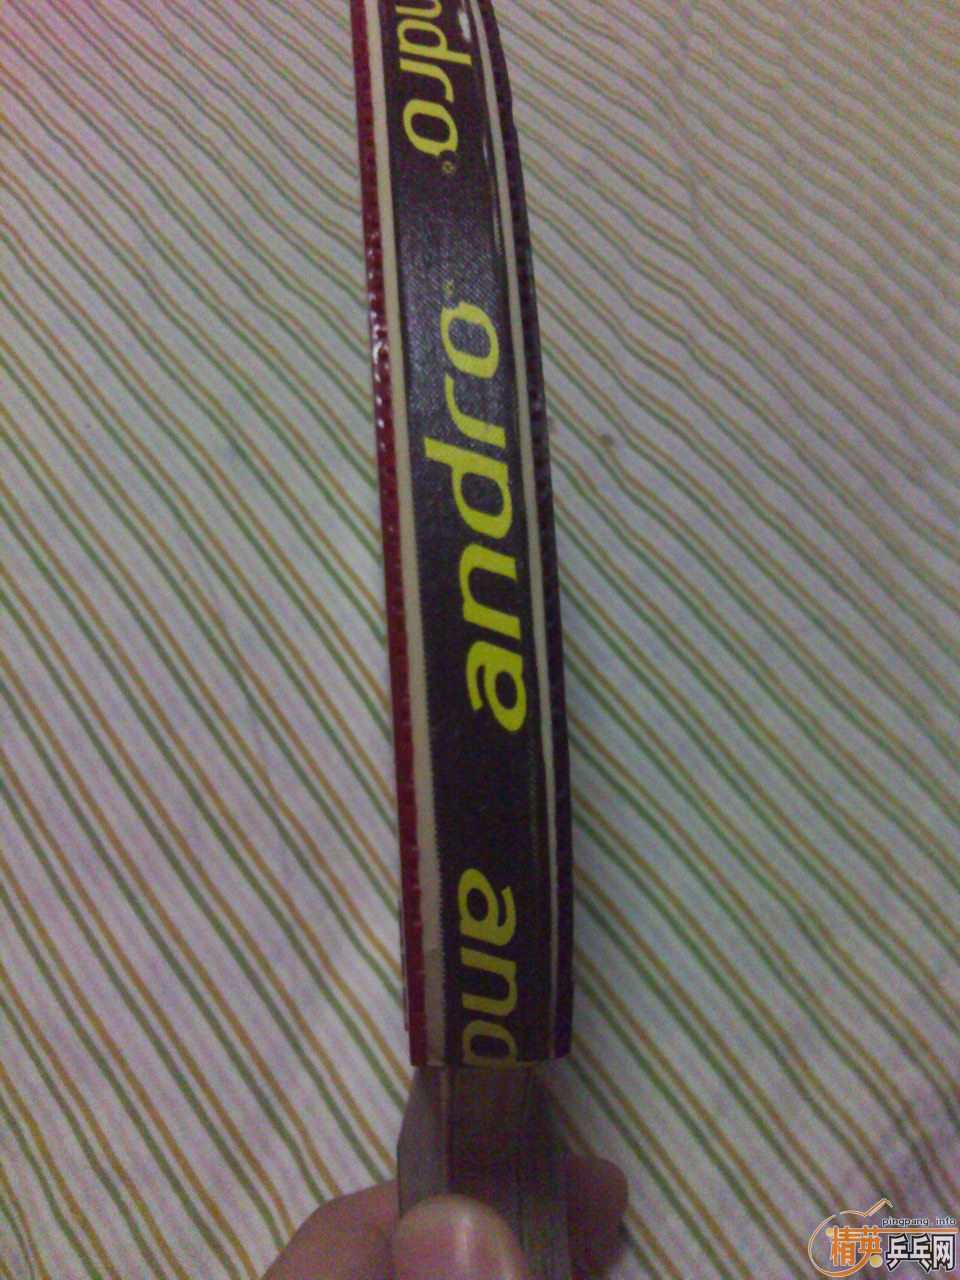 ndro®
andro
and
pingpang.info
精英乒乓网